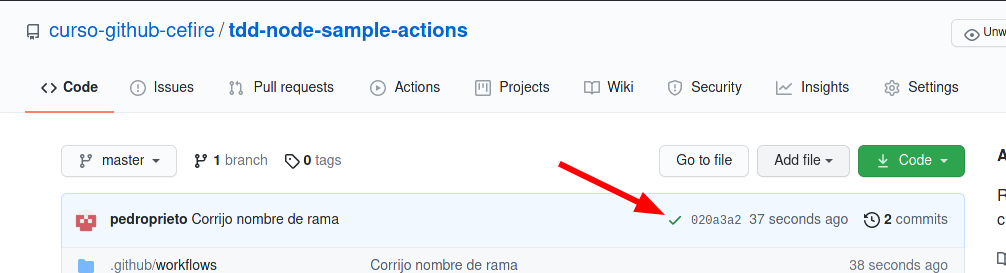 curso-github-cefire / tdd-node-sample-actions
Unw
Code Issues Pull requests Actions Projects Wiki Security Insights Settings
master 1 branch 0 tags Go to file Add file Code
A
pedroprieto Corrijo nombre de rama 020a3a2 37 seconds ago 2 commits
R
c
.github/workflows Corrijo nombre de rama 38 seconds ago